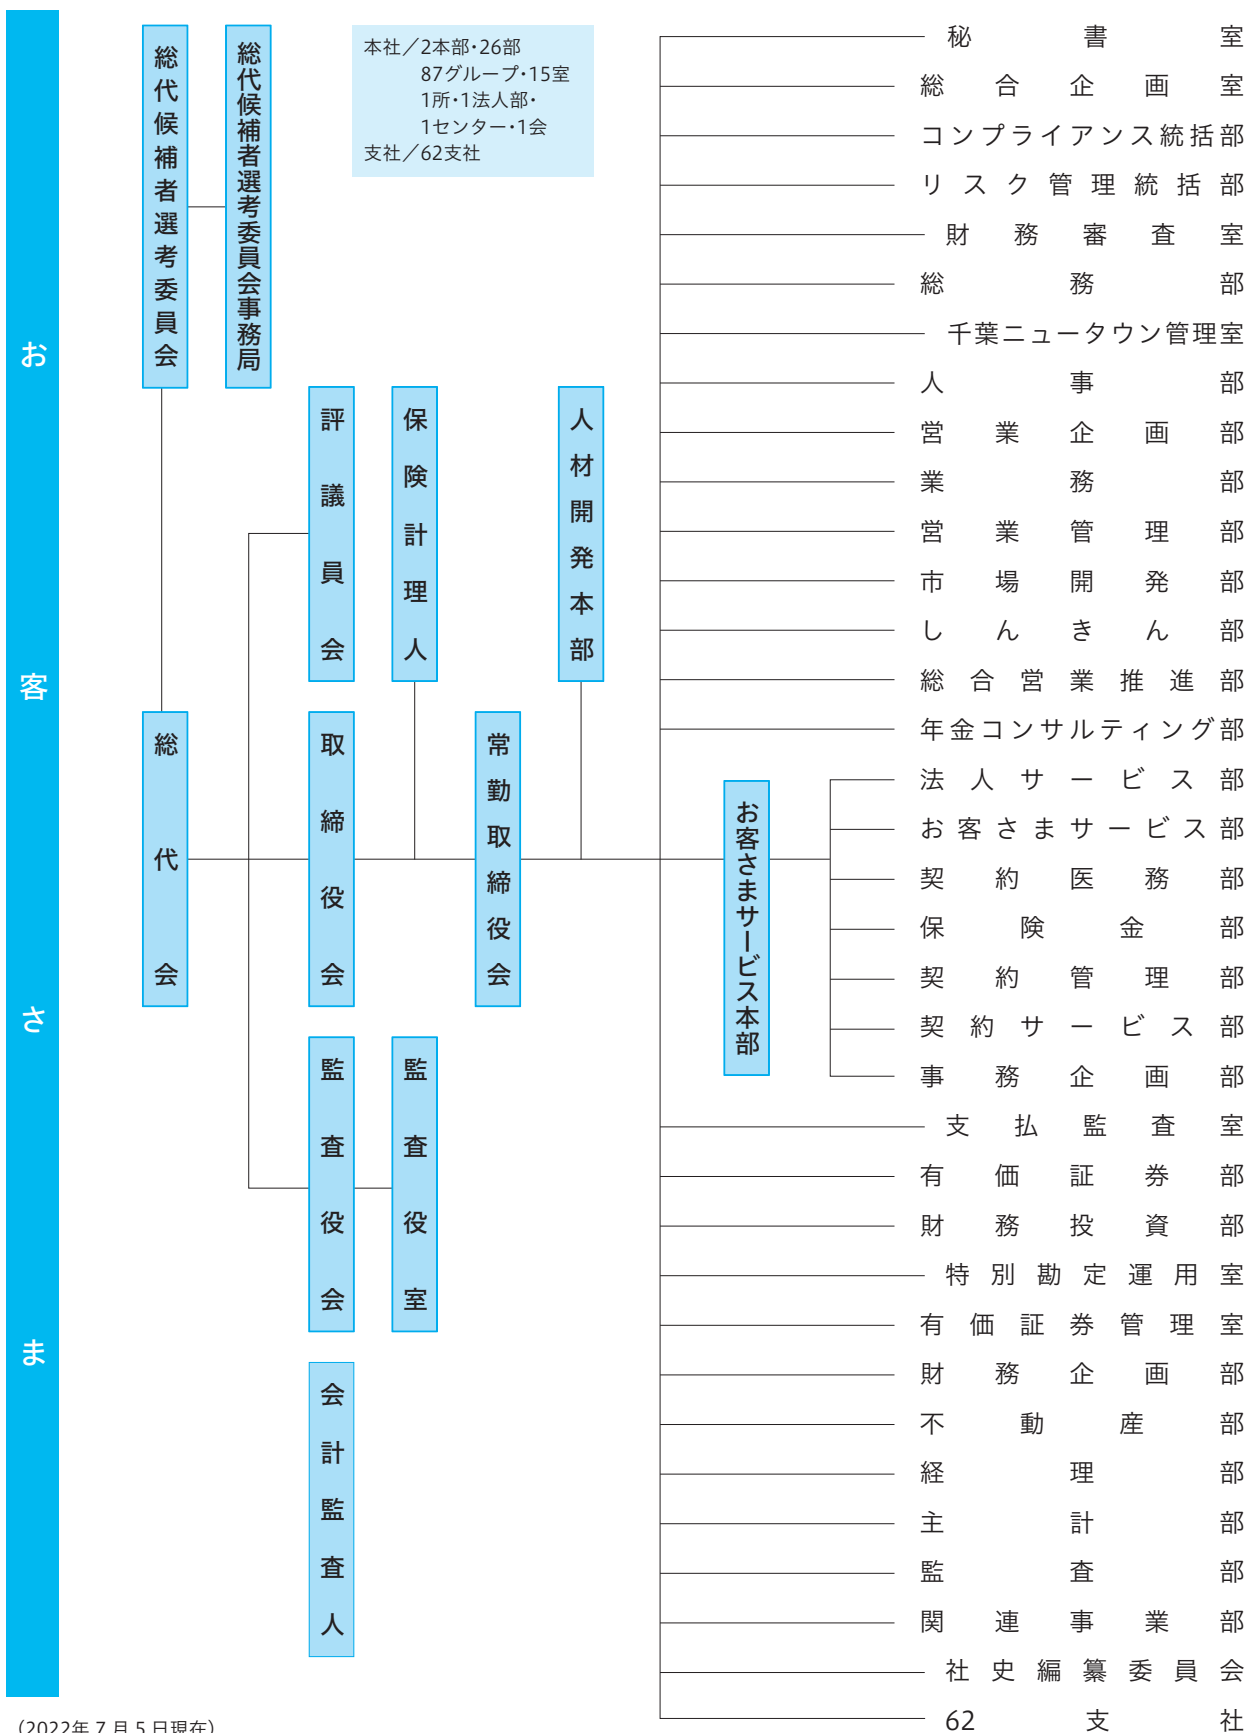 お客さま
総代候補者選考委員会
総代候補者選考委員会事務局
本社／2本部・26部
87グループ・15室
1所・1法人部・
1センター・1会
支社／62支社
評議員会
保険計理人
人材開発本部
総代会
取締役会
常勤取締役会
監査役会
監査役室
会計監査人
秘書室
総合企画室
コンプライアンス統括部
リスク管理統括部
財務審査室
総務部
千葉ニュータウン管理室
人事部
営業企画部
業務部
営業管理部
市場開発部
しんきん部
総合営業推進部
年金コンサルティング部
お客さまサービス本部
法人サービス部
お客さまサービス部
契約医務部
保険金部
契約管理部
契約サービス部
事務企画部
支払監査室
有価証券部
財務投資部
特別勘定運用室
有価証券管理室
財務企画部
不動産部
経理部
主計部
監査部
関連事業部
社史編纂委員会
62支社
（2022年7月5日現在）